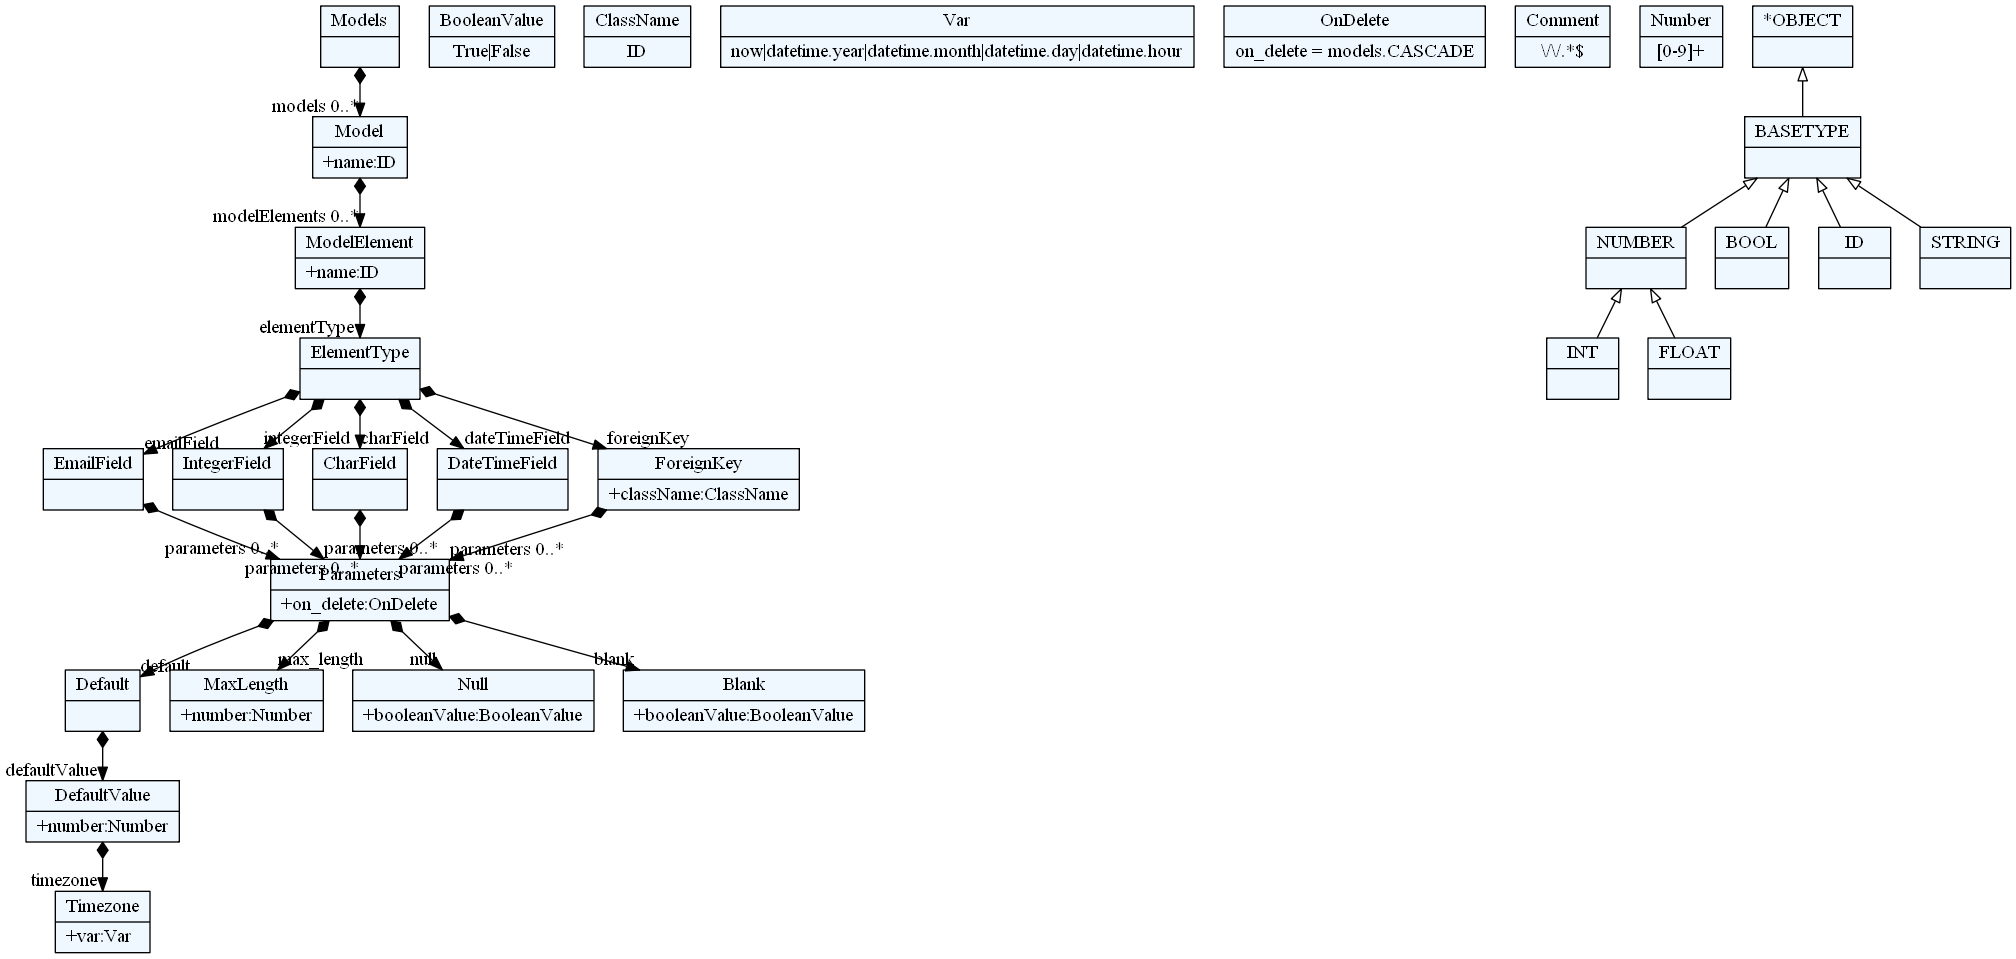 Models
BooleanValue
True|False
ClassName
ID
Var
now|datetime.year|datetime.month|datetime.day|datetime.hour
OnDelete
on_delete = models.CASCADE
Comment
\/\/.*$
Number
[0-9]+
*OBJECT
models 0..*
Model
+name:ID
BASETYPE
modelElements 0..*
ModelElement
+name:ID
NUMBER
BOOL
ID
STRING
elementType
ElementType
INT
FLOAT
emailField
integerField
charField
dateTimeField
foreignKey
EmailField
IntegerField
CharField
DateTimeField
ForeignKey
+className:ClassName
parameters 0..*
parameters 0..*
parameters 0..*
parameters 0..*
parameters 0..*
Parameters
+on_delete:OnDelete
default
max_length
null
blank
Default
MaxLength
+number:Number
Null
+booleanValue:BooleanValue
Blank
+booleanValue:BooleanValue
defaultValue
DefaultValue
+number:Number
timezone
Timezone
+var:Var